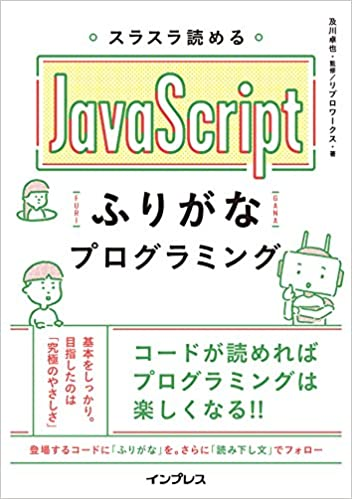 及川卓也・監修/リブロワークス・著
スラスラ読める
JavaScript
FURI
ふりがな
GANA
プログラミング
基本をしっかり。
目指したのは
「究極のやさしさ」
コードが読めれば
プログラミングは
楽しくなる!!
登場するコードに「ふりがな」を。さらに「読み下し文」でフォロー
インプレス